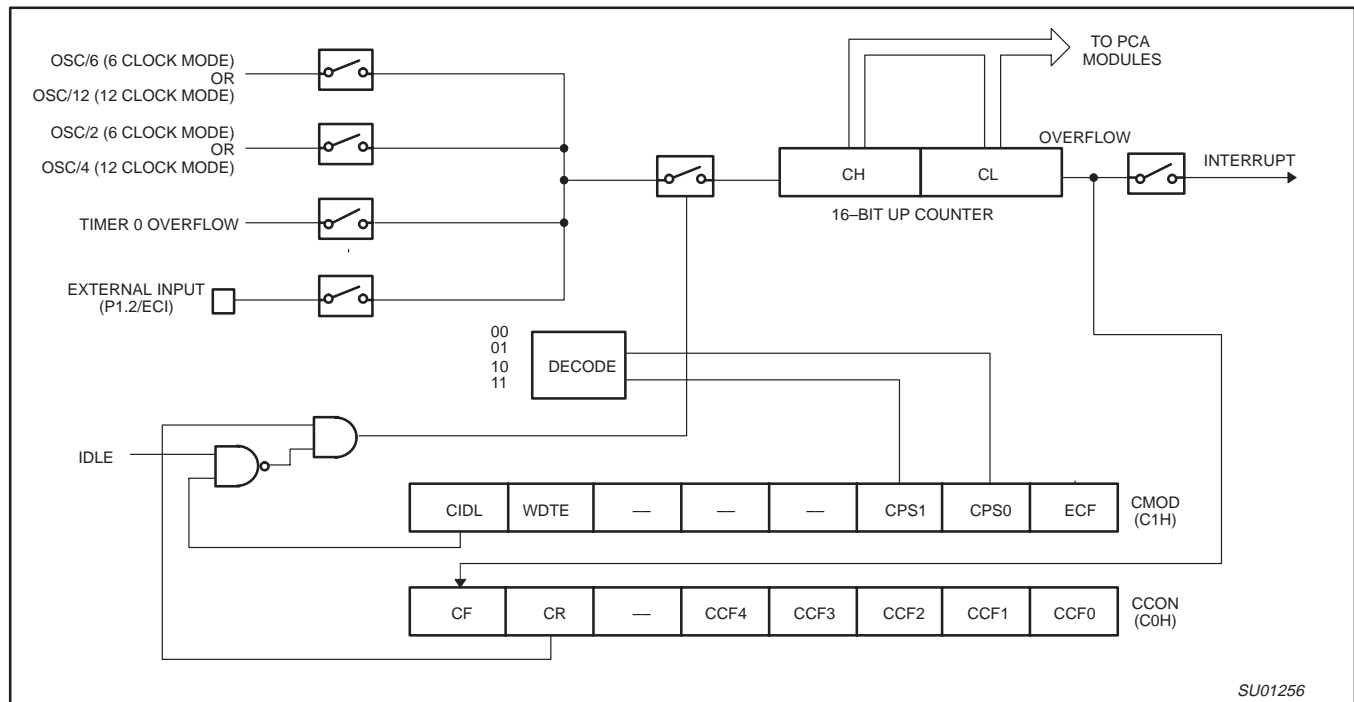 OSC/6 (6 CLOCK MODE)
OR
OSC/12 (12 CLOCK MODE)
OSC/2 (6 CLOCK MODE)
OR
OSC/4 (12 CLOCK MODE)
TIMER 0 OVERFLOW
EXTERNAL INPUT
(P1.2/ECI)
TO PCA
MODULES
OVERFLOW
CH
CL
INTERRUPT
16–BIT UP COUNTER
00
01
10
11
DECODE
IDLE
CIDL
WDTE
––
––
––
CPS1
CPS0
ECF
CMOD
(C1H)
CF
CR
––
CCF4
CCF3
CCF2
CCF1
CCF0
CCON
(C0H)
SU01256